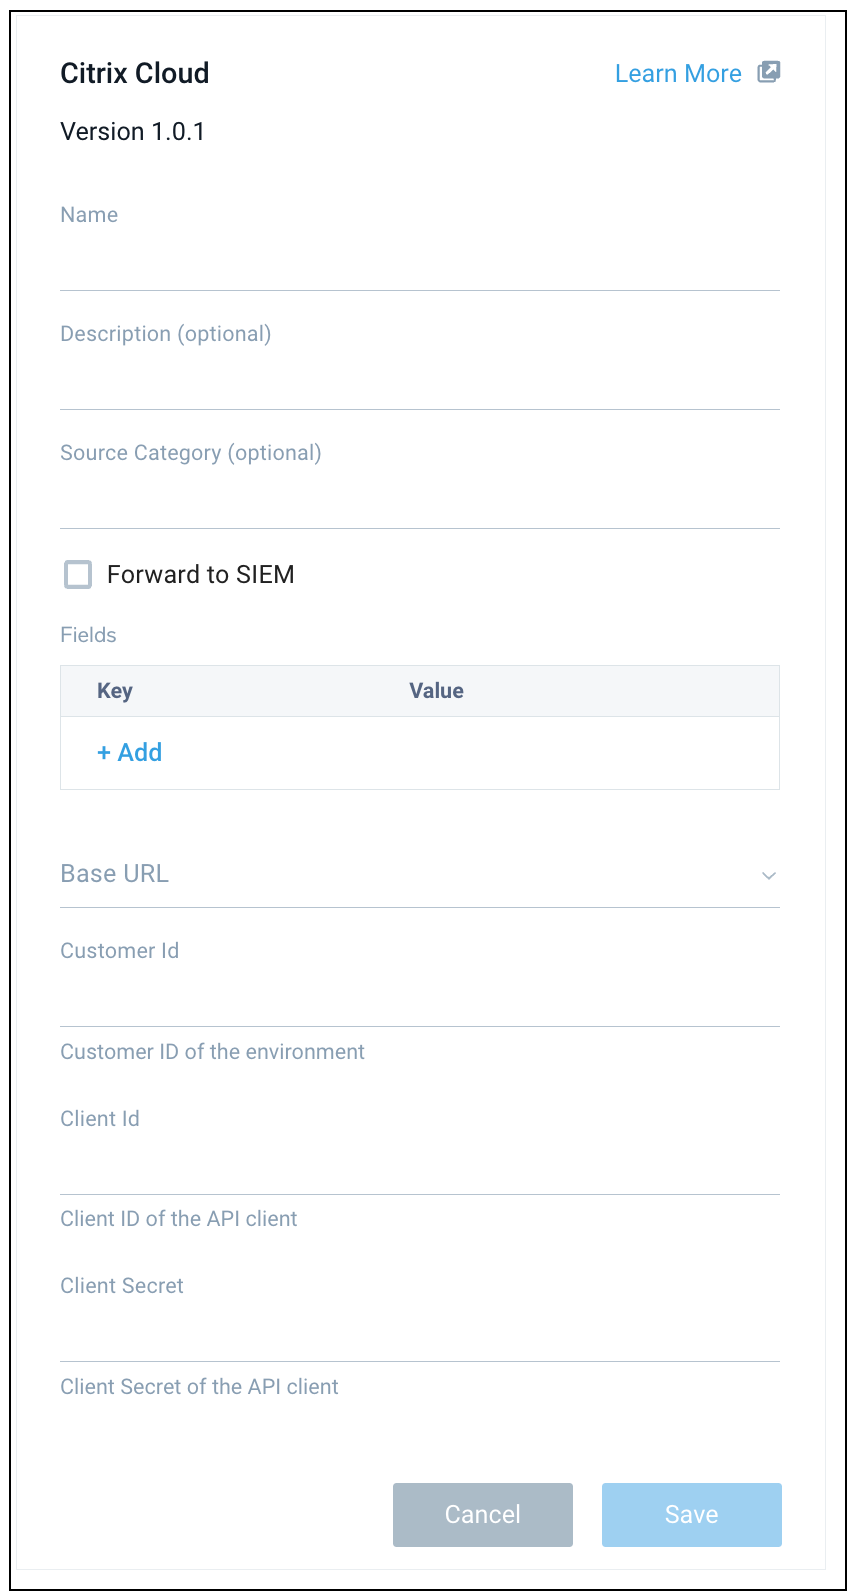 Citrix Cloud
Learn More
Version 1.0.1
Name
Description (optional)
Source Category (optional)
Forward to SIEM
Fields
Key Value
+ Add
Base URL
Customer Id
Customer ID of the environment
Client Id
Client ID of the API client
Client Secret
Client Secret of the API client
Cancel Save